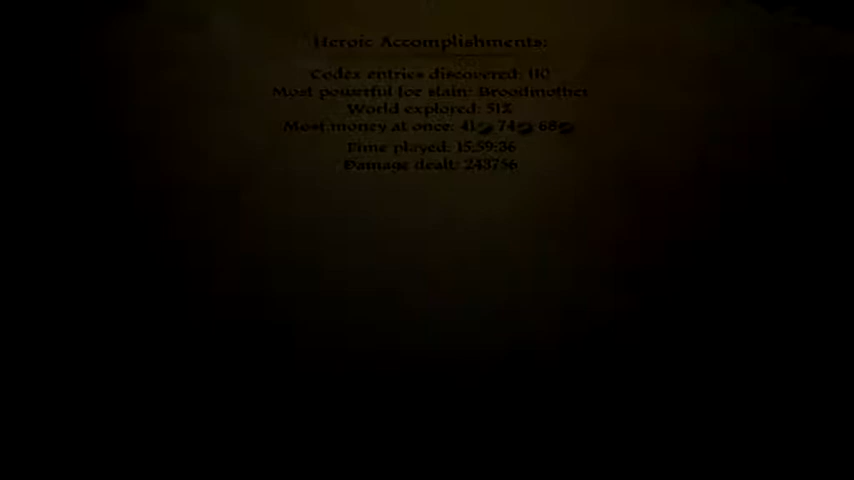 Heroic Accomplishments:
Codex entries discovered: 110
Most powerful foe slain: Broodmother
World explored: 51%
Most money at once: 41 74 68
Time played: 15:59:36
Damage dealt: 243756